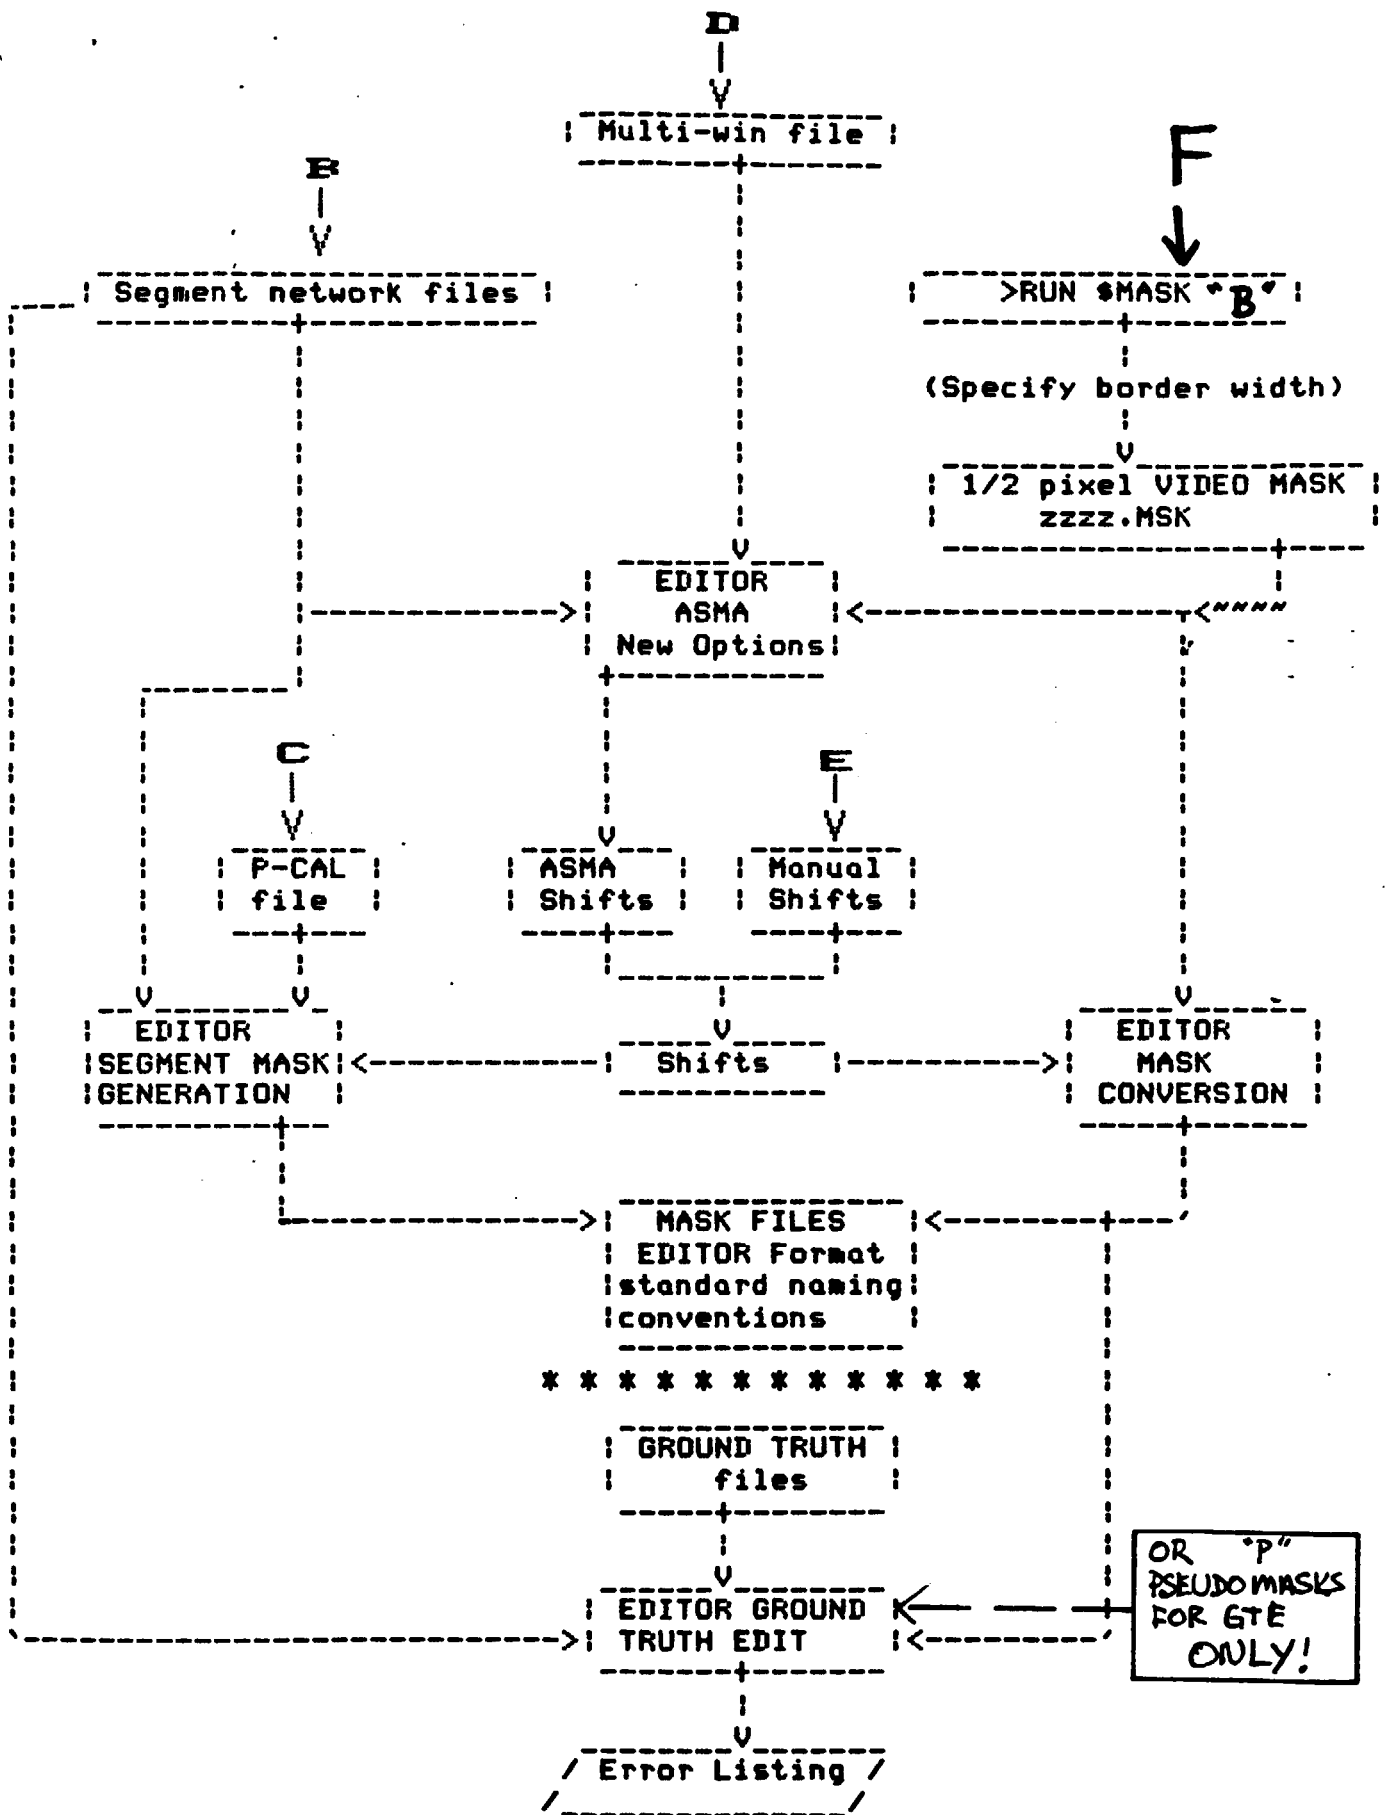 D
Multi-win file
B
F
Segment network files
>RUN $MASK "B"
(Specify border width)
1/2 pixel VIDEO MASK
zzzz.MSK
EDITOR
ASMA
New Options
C
E
P-CAL
file
ASMA
Shifts
Manual
Shifts
EDITOR
SEGMENT MASK
GENERATION
Shifts
EDITOR
MASK
CONVERSION
MASK FILES
EDITOR Format
standard naming
conventions
* * * * * * * * * * * *
GROUND TRUTH
files
EDITOR GROUND
TRUTH EDIT
OR "P"
PSEUDO MASKS
FOR GTE
ONLY!
Error Listing